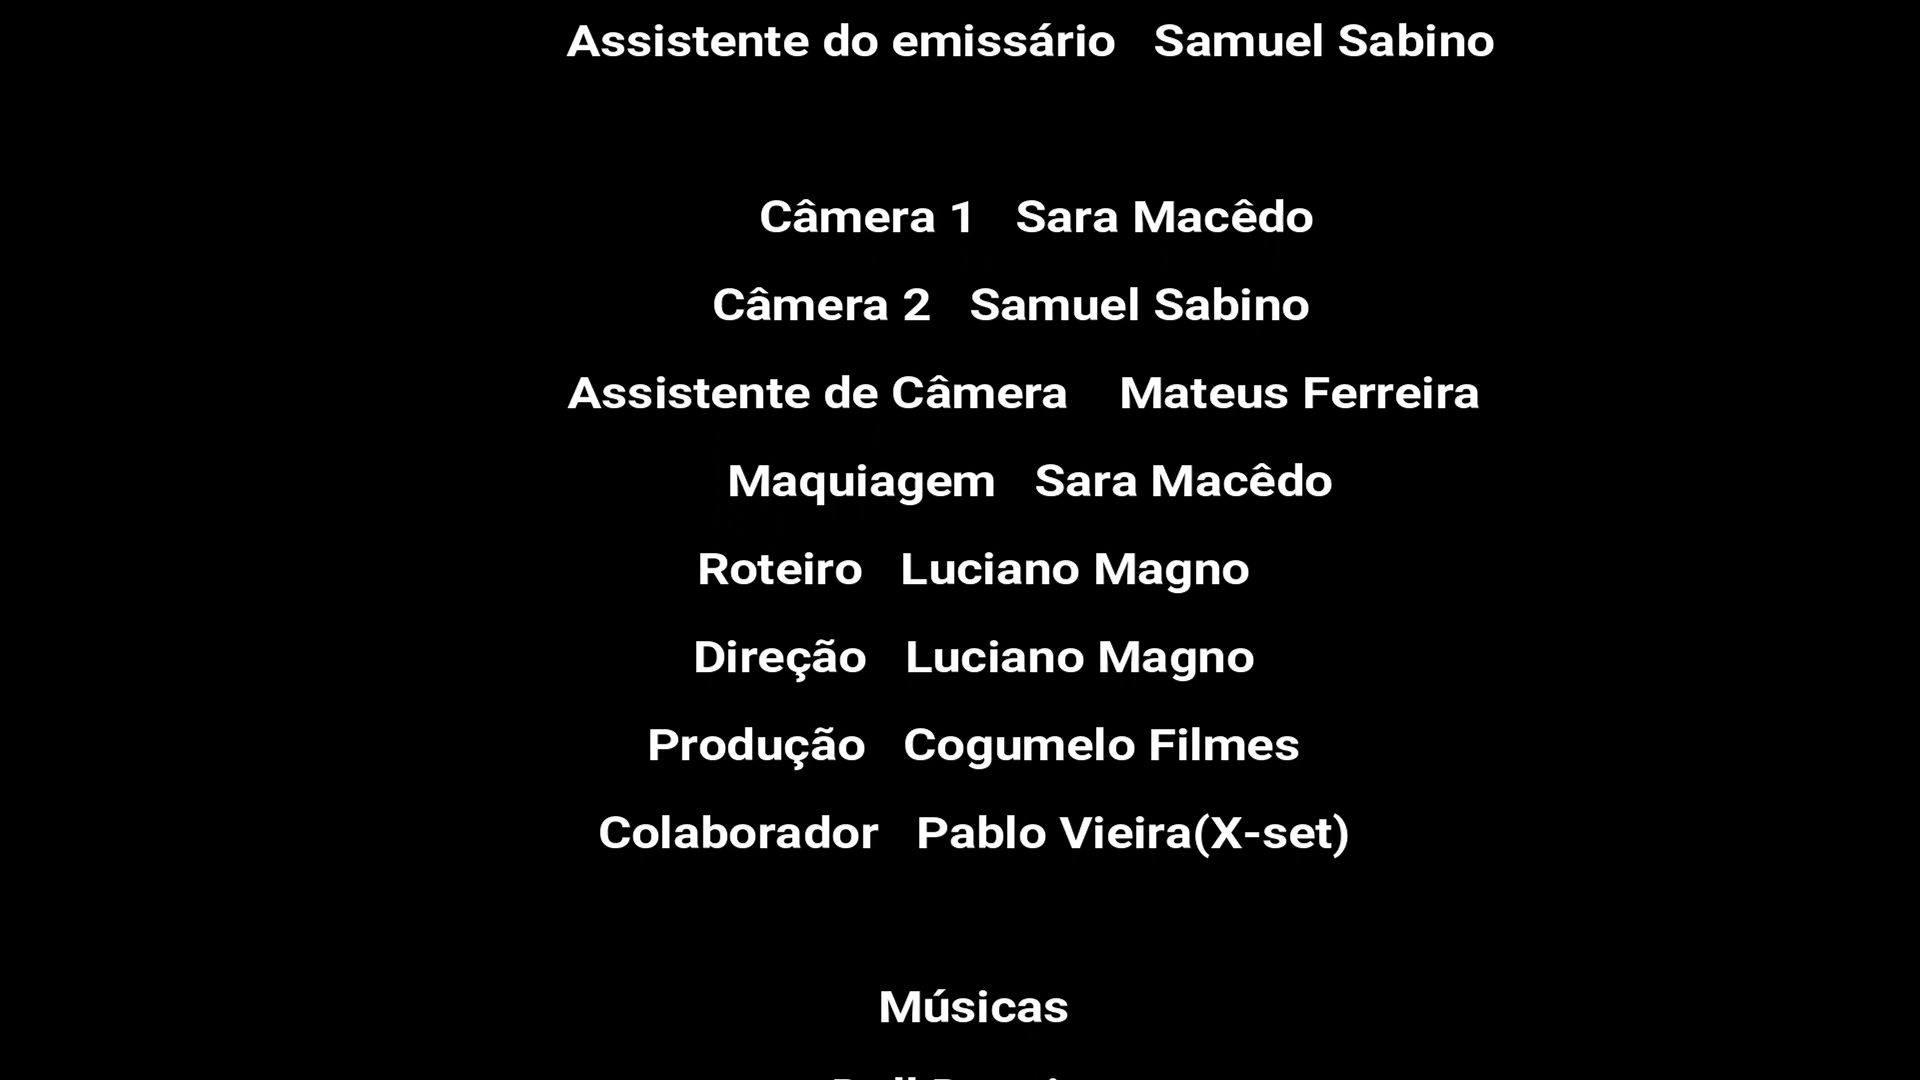 Assistente do emissário Samuel Sabino
Câmera 1 Sara Macêdo
Câmera 2 Samuel Sabino
Assistente de Câmera Mateus Ferreira
Maquiagem Sara Macêdo
Roteiro Luciano Magno
Direção Luciano Magno
Produção Cogumelo Filmes
Colaborador Pablo Vieira(X-set)
Músicas